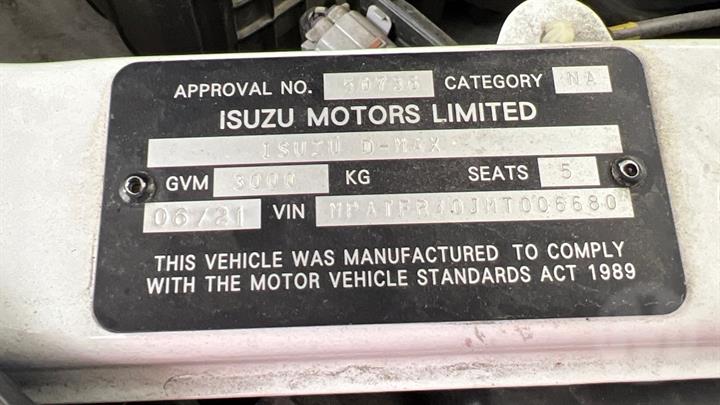 APPROVAL NO. 50736 CATEGORY NA
ISUZU MOTORS LIMITED
ISUZU D-MAX
GVM 3000 KG SEATS 5
06/21 VIN MPATFR40JMT006680
THIS VEHICLE WAS MANUFACTURED TO COMPLY
WITH THE MOTOR VEHICLE STANDARDS ACT 1989